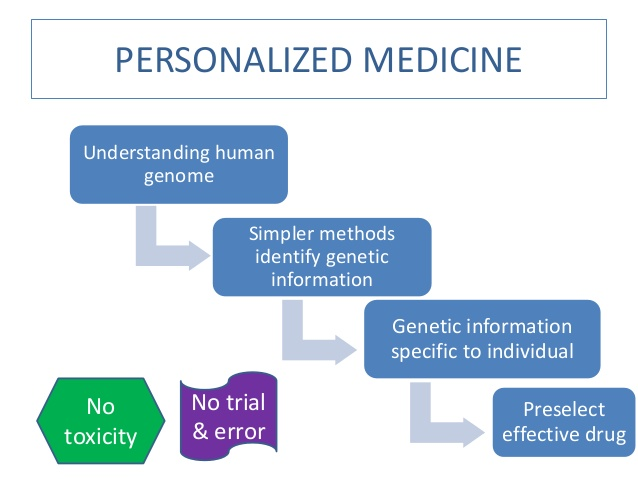 PERSONALIZED MEDICINE
Understanding human
genome
Simpler methods
identify genetic
information
Genetic information
specific to individual
Preselect
effective drug
No
toxicity
No trial
& error